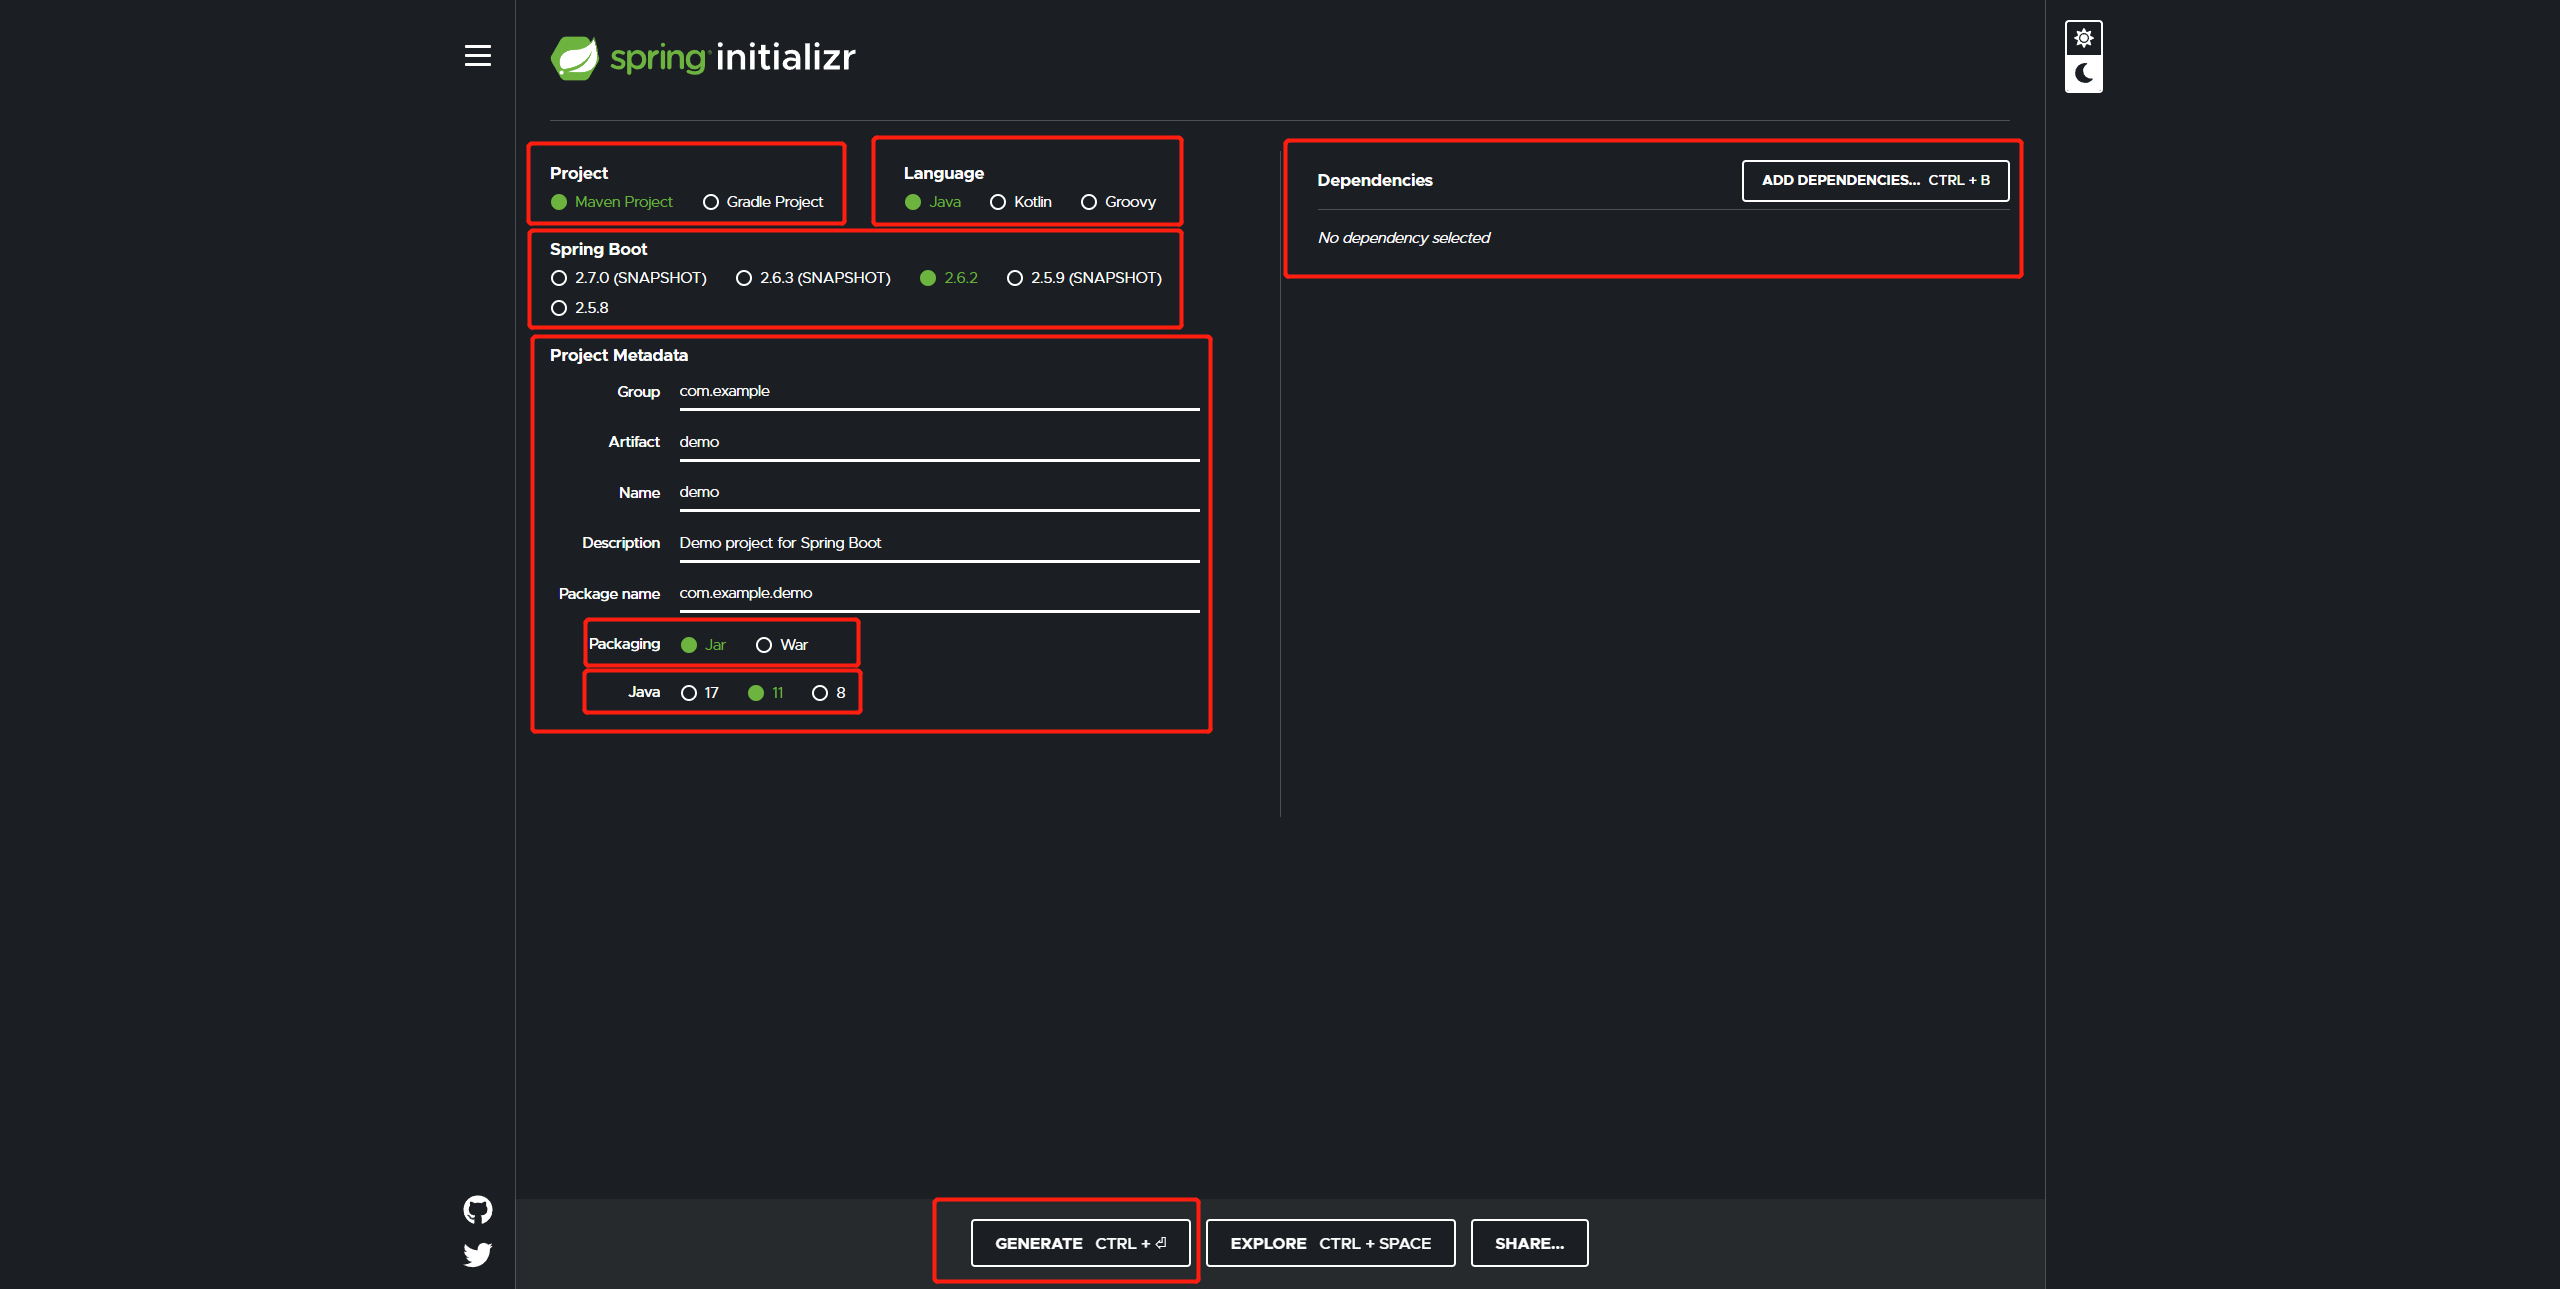 spring initializr
Project
Maven Project Gradle Project
Language
Java Kotlin Groovy
Spring Boot
2.7.0 (SNAPSHOT) 2.6.3 (SNAPSHOT) 2.6.2 2.5.9 (SNAPSHOT)
2.5.8
Project Metadata
Group com.example
Artifact demo
Name demo
Description Demo project for Spring Boot
Package name com.example.demo
Packaging Jar War
Java 17 11 8
Dependencies ADD DEPENDENCIES... CTRL + B
No dependency selected
GENERATE CTRL + ⏎ EXPLORE CTRL + SPACE SHARE...